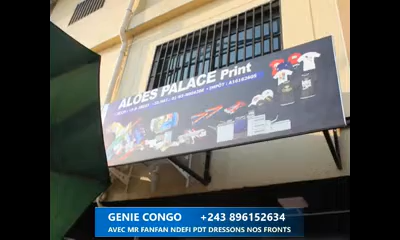 ALOES PALACE Print
GENIE CONGO +243 896152634
AVEC MR FANFAN NDEFI PDT DRESSONS NOS FRONTS